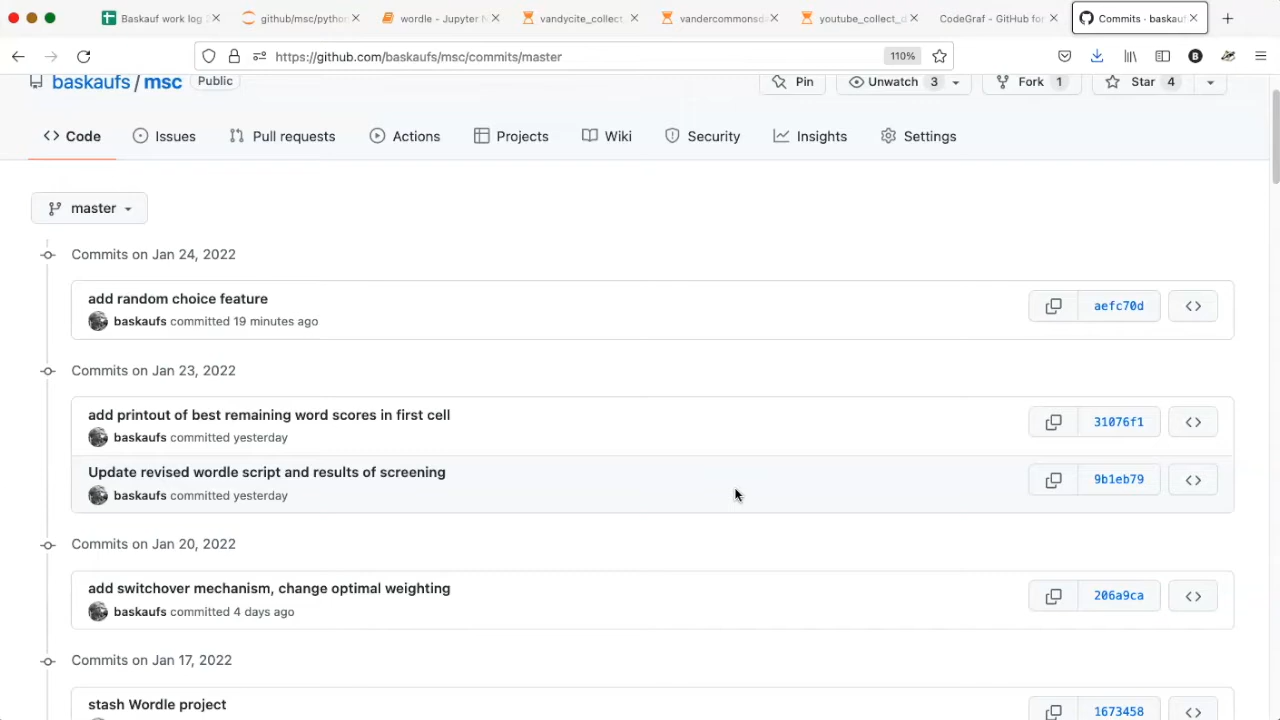 Baskauf work log
github/msc/python
wordle - Jupyter N
vandycite_collect_
vandercommonsda
youtube_collect_d
CodeGraf - GitHub for
Commits · baskauf
https://github.com/baskaufs/msc/commits/master
110%
baskaufs / msc Public
Pin
Unwatch 3
Fork 1
Star 4
Code
Issues
Pull requests
Actions
Projects
Wiki
Security
Insights
Settings
master
Commits on Jan 24, 2022
add random choice feature
baskaufs committed 19 minutes ago
aefc70d
Commits on Jan 23, 2022
add printout of best remaining word scores in first cell
baskaufs committed yesterday
31076f1
Update revised wordle script and results of screening
baskaufs committed yesterday
9b1eb79
Commits on Jan 20, 2022
add switchover mechanism, change optimal weighting
baskaufs committed 4 days ago
206a9ca
Commits on Jan 17, 2022
stash Wordle project
1673458